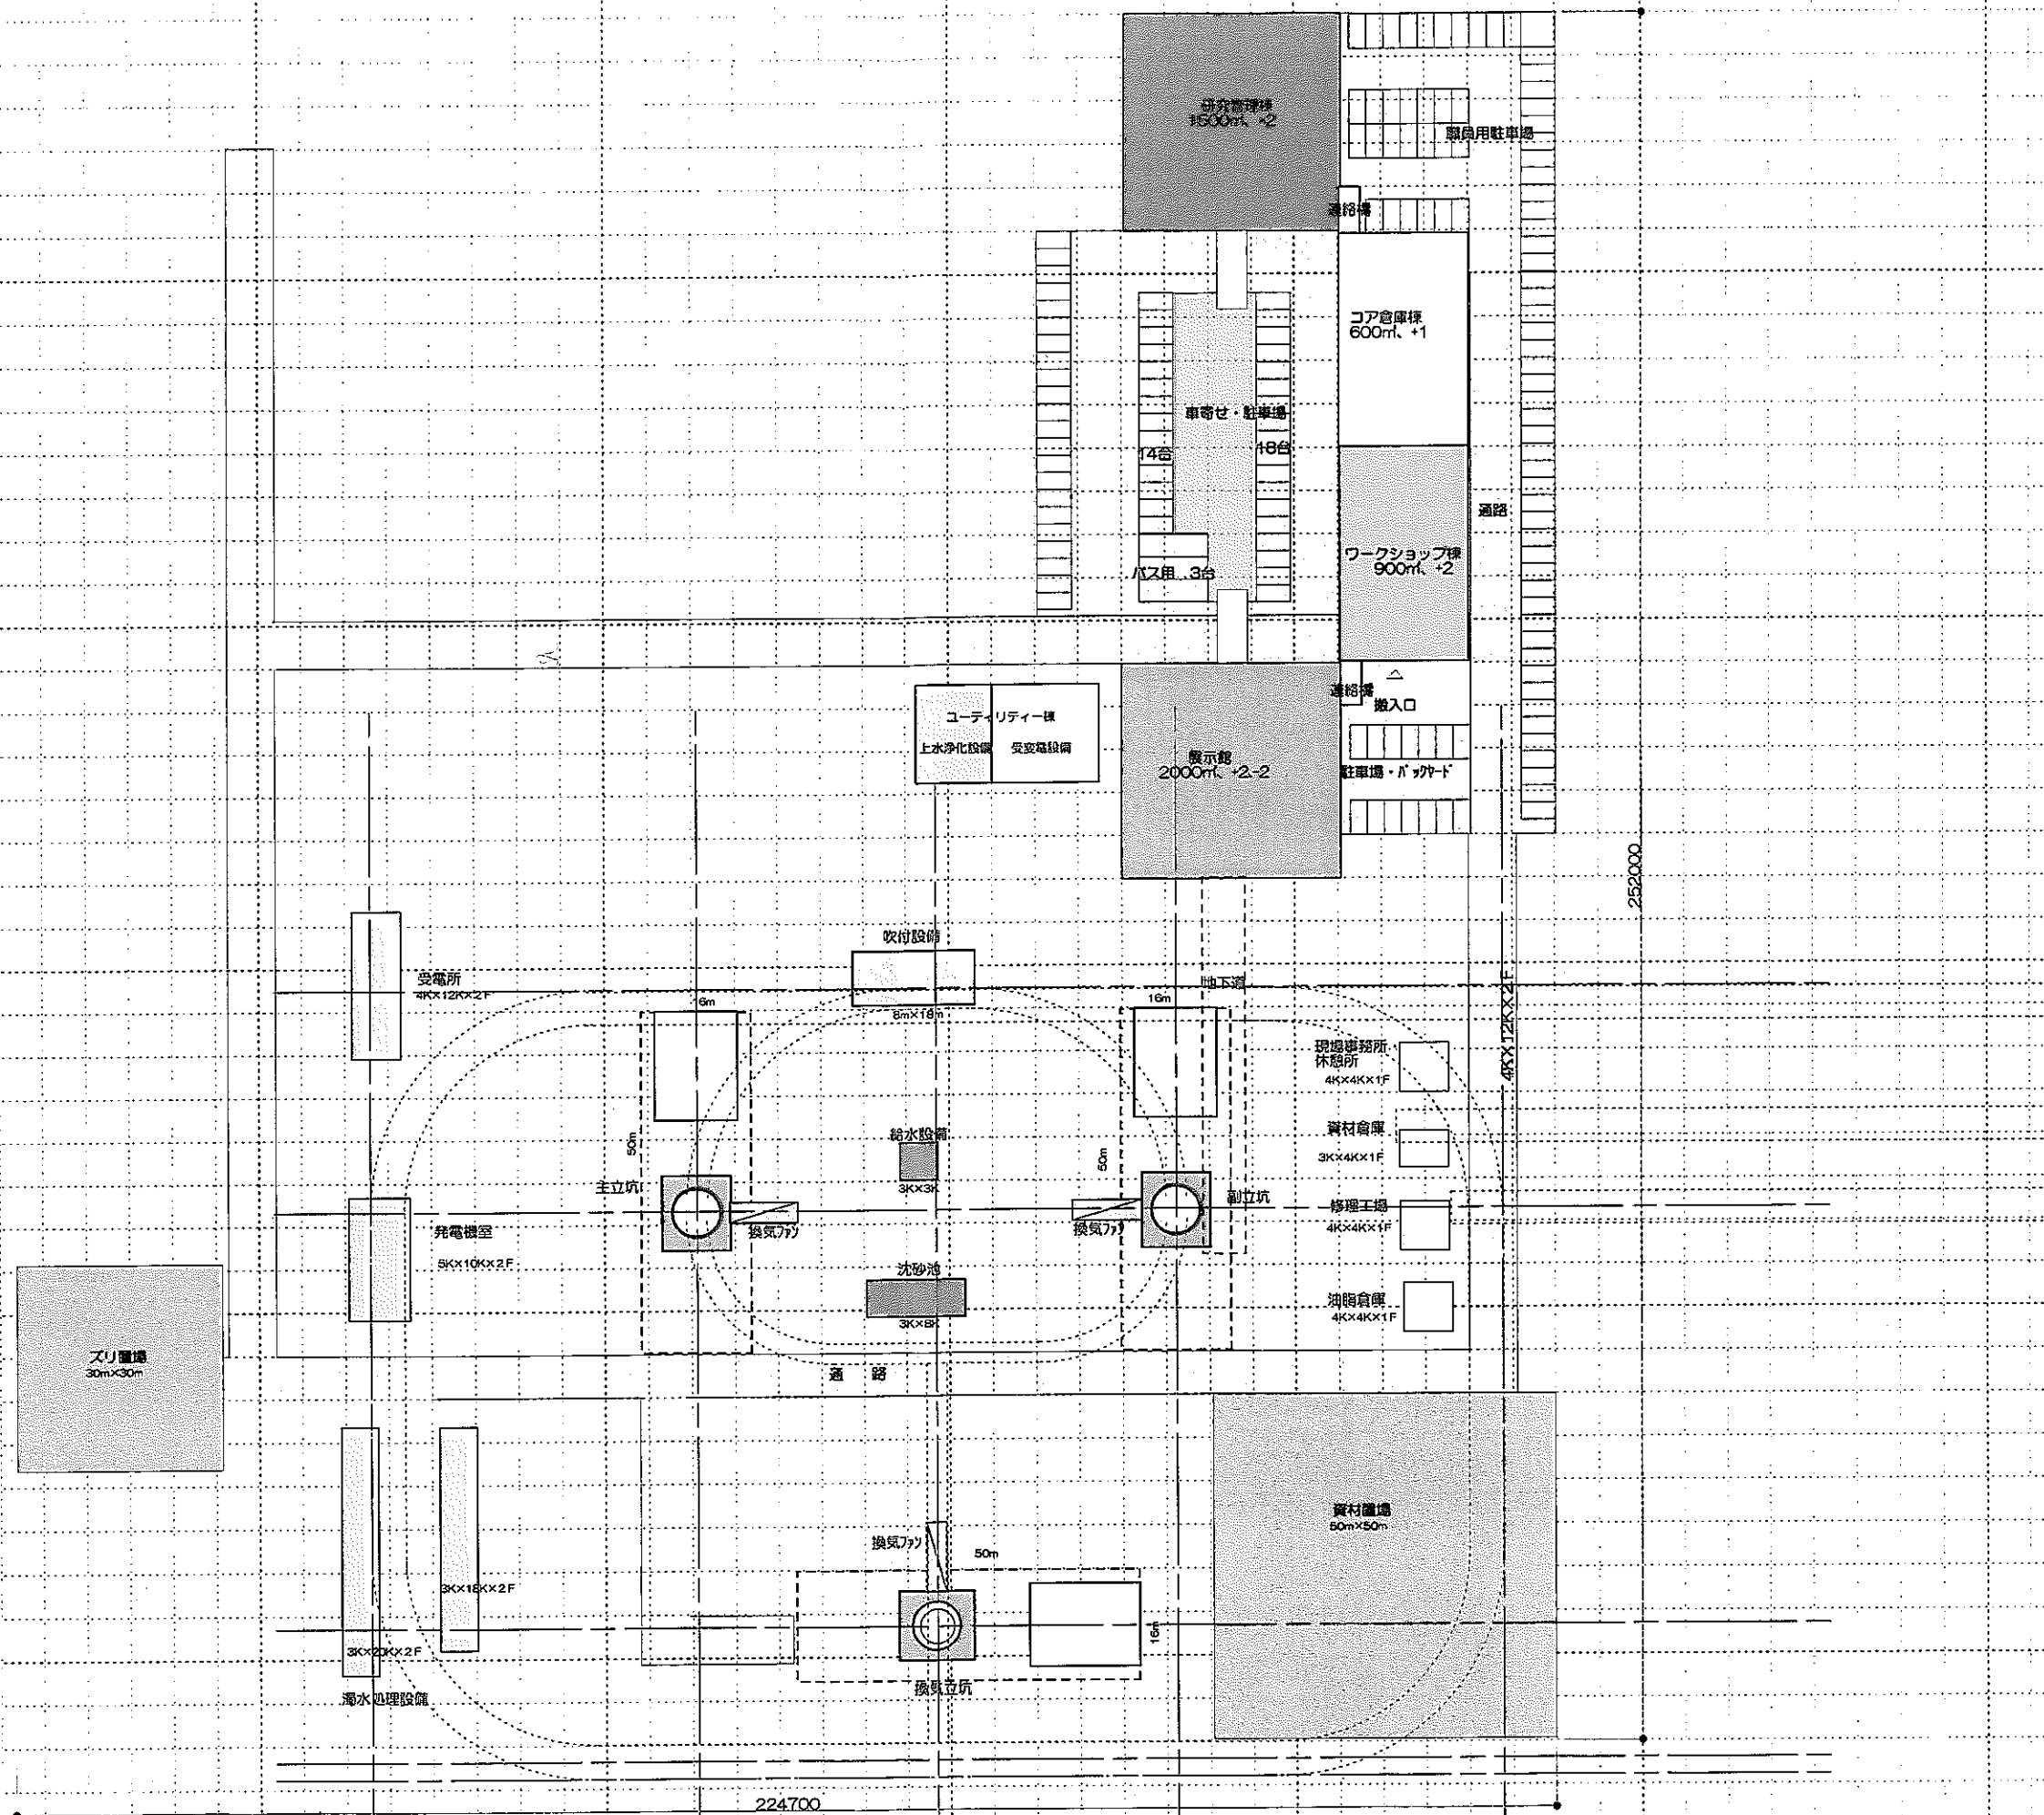 研究管理棟
1500㎡、+2
職員用駐車場
連絡橋
コア倉庫棟
600㎡、+1
車寄せ・駐車場
14台
18台
通路
ワークショップ棟
900㎡、+2
バス用 3台
連絡橋
搬入口
ユーティリティー棟
上水浄化設備
受変電設備
展示館
2000㎡、+2,-2
駐車場・バックヤード
252000
吹付設備
受電所
4K×12K×2F
6m
8m×18m
16m
地下道
4K×12K×2F
現場事務所
休憩所
4K×4K×1F
50m
給水設備
3K×3K
50m
資材倉庫
3K×4K×1F
主立坑
副立坑
換気ファン
換気ファン
修理工場
4K×4K×1F
発電機室
5K×10K×2F
沈砂池
3K×8K
油脂倉庫
4K×4K×1F
ズリ置場
30m×30m
通 路
資材置場
50m×50m
換気ファン
50m
3K×18K×2F
16m
3K×20K×2F
換気立坑
濁水処理設備
224700